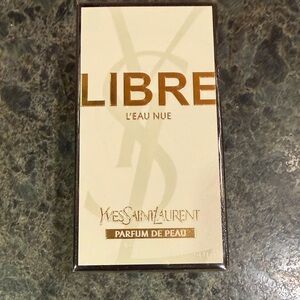 LIBRE
L'EAU NUE
YVESSAINTLAURENT
PARFUM DE PEAU